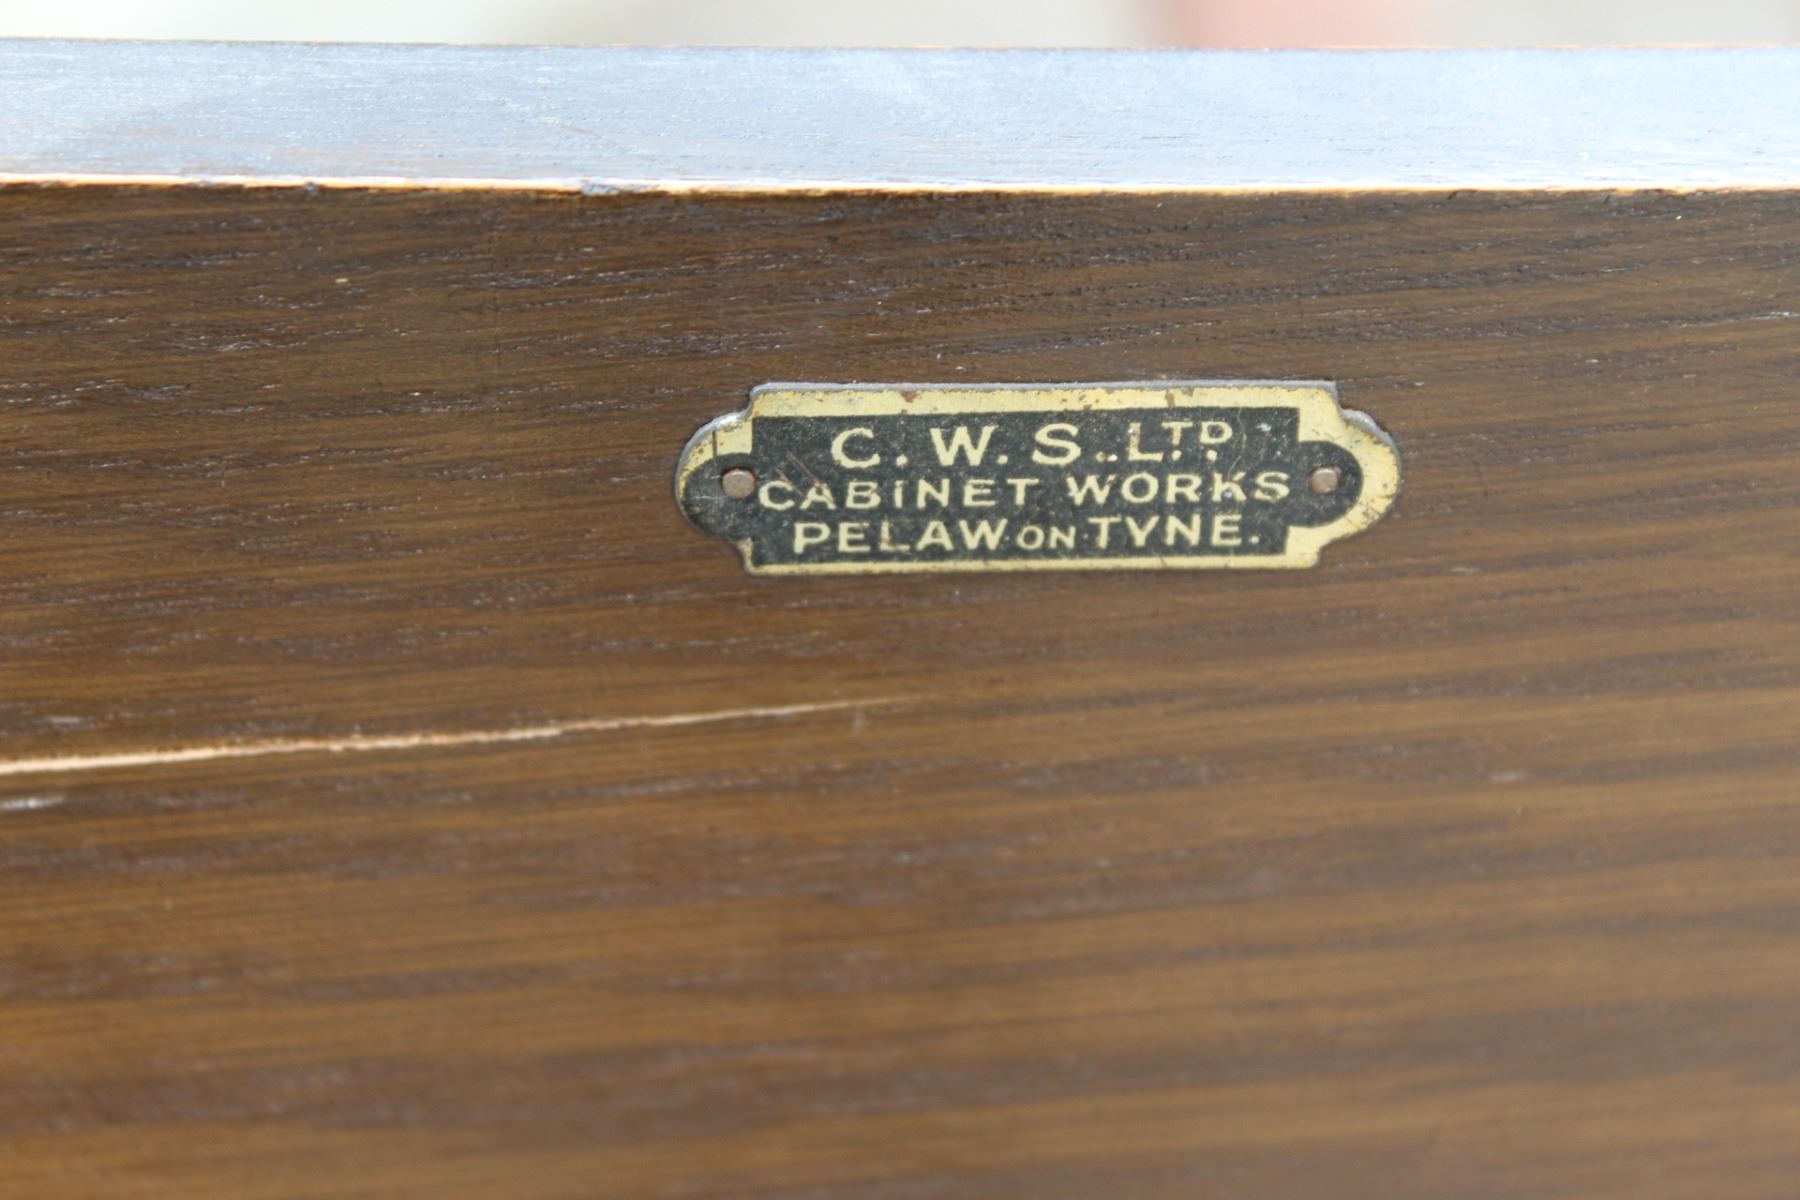 C. W. S. LTD.
CABINET WORKS
PELAW ON TYNE.